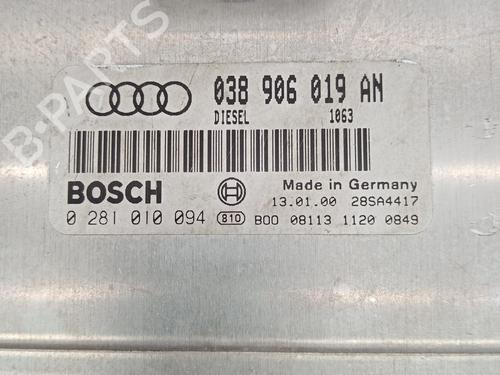 038 906 019 AN
DIESEL 1063
BOSCH
Made in Germany
13.01.00 28SA4417
0 281 010 094 810 B00 08113 1120 0849
B-PARTS